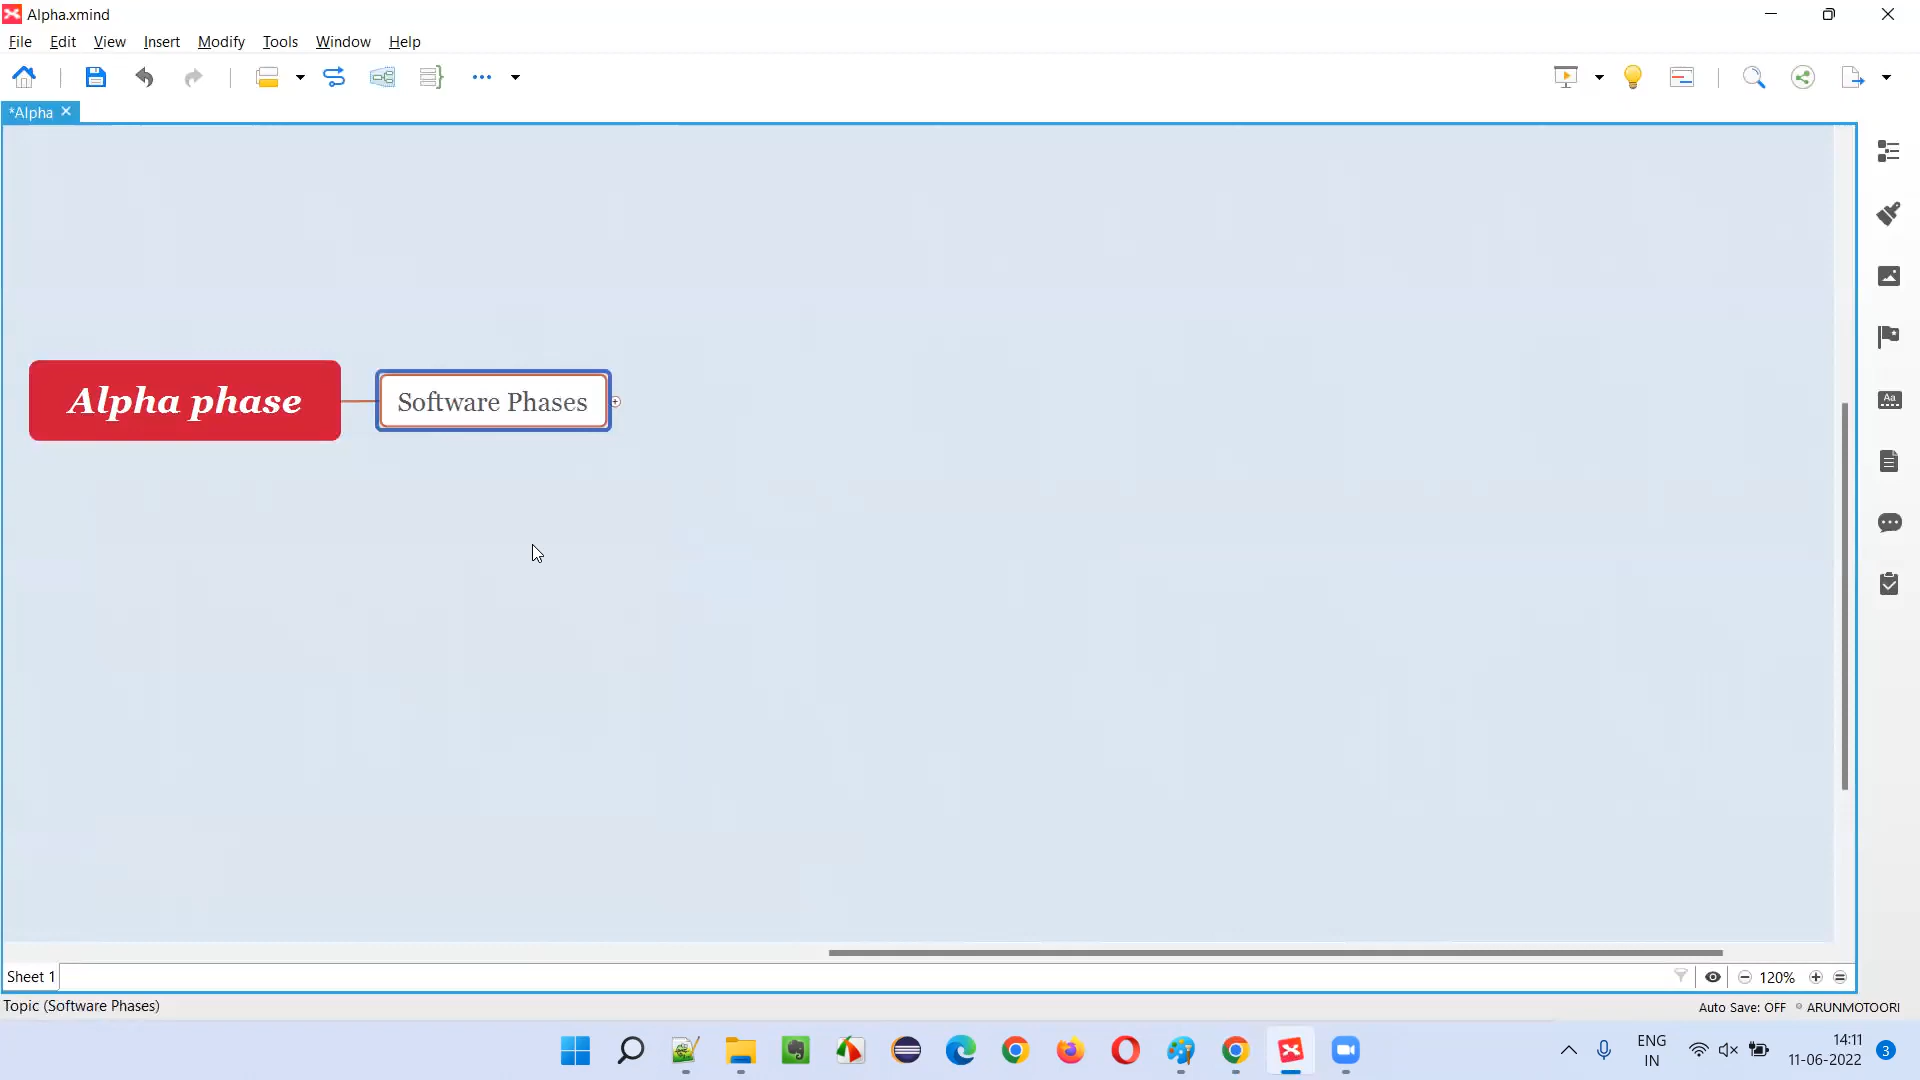 Alpha.xmind
File Edit View Insert Modify Tools Window Help
*Alpha
Aa
Alpha phase
Software Phases
Sheet 1
120%
Topic (Software Phases)
Auto Save: OFF
ARUNMOTOORI
ENG
IN
14:11
11-06-2022
3